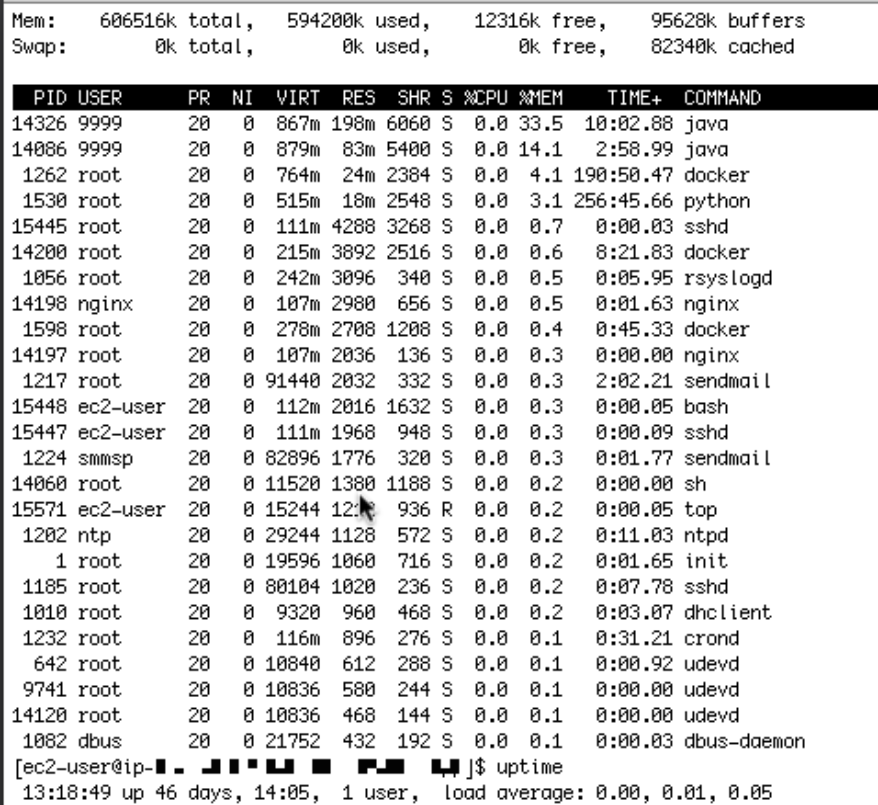 Mem: 606516k total, 594200k used, 12316k free, 95628k buffers
Swap: 0k total, 0k used, 0k free, 82340k cached
PID USER PR NI VIRT RES SHR S %CPU %MEM TIME+ COMMAND
14326 9999 20 0 867m 198m 6060 S 0.0 33.5 10:02.88 java
14086 9999 20 0 879m 83m 5400 S 0.0 14.1 2:58.99 java
1262 root 20 0 764m 24m 2384 S 0.0 4.1 190:50.47 docker
1530 root 20 0 515m 18m 2548 S 0.0 3.1 256:45.66 python
15445 root 20 0 111m 4288 3268 S 0.0 0.7 0:00.03 sshd
14200 root 20 0 215m 3892 2516 S 0.0 0.6 8:21.83 docker
1056 root 20 0 242m 3096 340 S 0.0 0.5 0:05.95 rsyslogd
14198 nginx 20 0 107m 2980 656 S 0.0 0.5 0:01.63 nginx
1598 root 20 0 278m 2708 1208 S 0.0 0.4 0:45.33 docker
14197 root 20 0 107m 2036 136 S 0.0 0.3 0:00.00 nginx
1217 root 20 0 91440 2032 332 S 0.0 0.3 2:02.21 sendmail
15448 ec2-user 20 0 112m 2016 1632 S 0.0 0.3 0:00.05 bash
15447 ec2-user 20 0 111m 1968 948 S 0.0 0.3 0:00.09 sshd
1224 smmsp 20 0 82896 1776 320 S 0.0 0.3 0:01.77 sendmail
14060 root 20 0 11520 1380 1188 S 0.0 0.2 0:00.00 sh
15571 ec2-user 20 0 15244 936 R 0.0 0.2 0:00.05 top
1202 ntp 20 0 29244 1128 572 S 0.0 0.2 0:11.03 ntpd
1 root 20 0 19596 1060 716 S 0.0 0.2 0:01.65 init
1185 root 20 0 80104 1020 236 S 0.0 0.2 0:07.78 sshd
1010 root 20 0 9320 960 468 S 0.0 0.2 0:03.07 dhclient
1232 root 20 0 116m 896 276 S 0.0 0.1 0:31.21 crond
642 root 20 0 10840 612 288 S 0.0 0.1 0:00.92 udevd
9741 root 20 0 10836 580 244 S 0.0 0.1 0:00.00 udevd
14120 root 20 0 10836 468 144 S 0.0 0.1 0:00.00 udevd
1082 dbus 20 0 21752 432 192 S 0.0 0.1 0:00.03 dbus-daemon
[ec2-user@ip- ]$ uptime
13:18:49 up 46 days, 14:05, 1 user, load average: 0.00, 0.01, 0.05